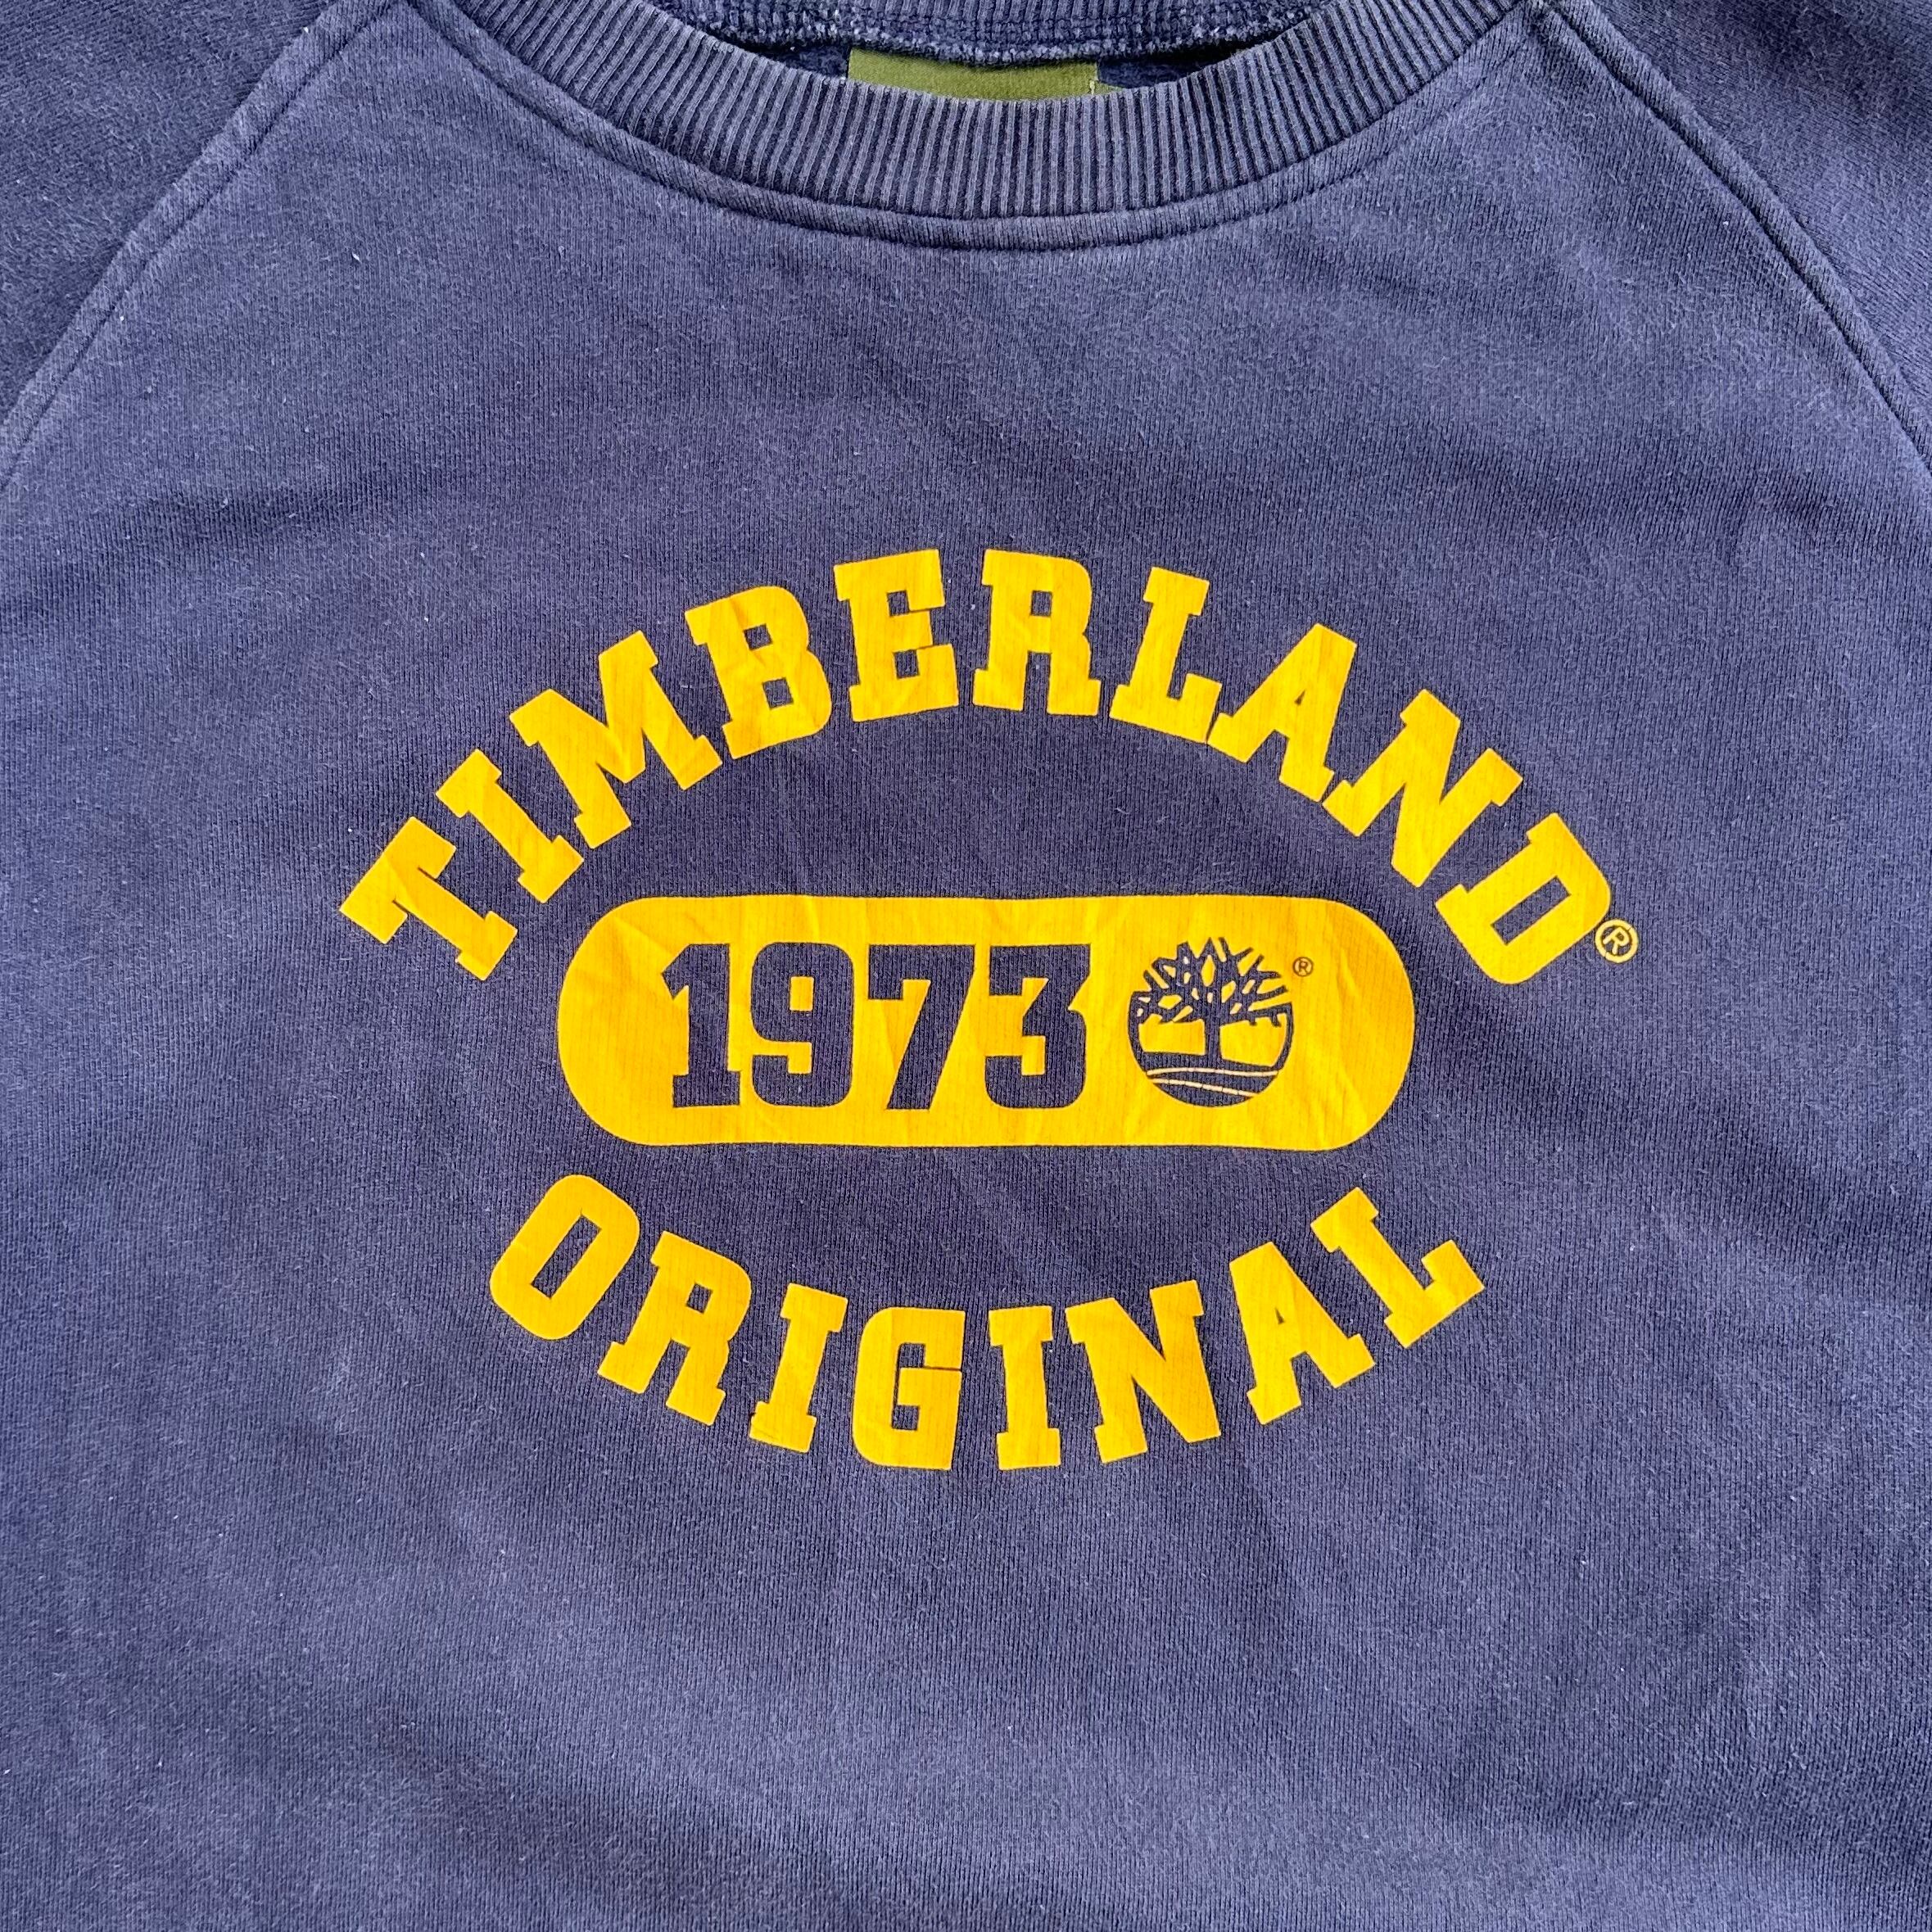 TIMBERLAND®
1973 ®
ORIGINAL